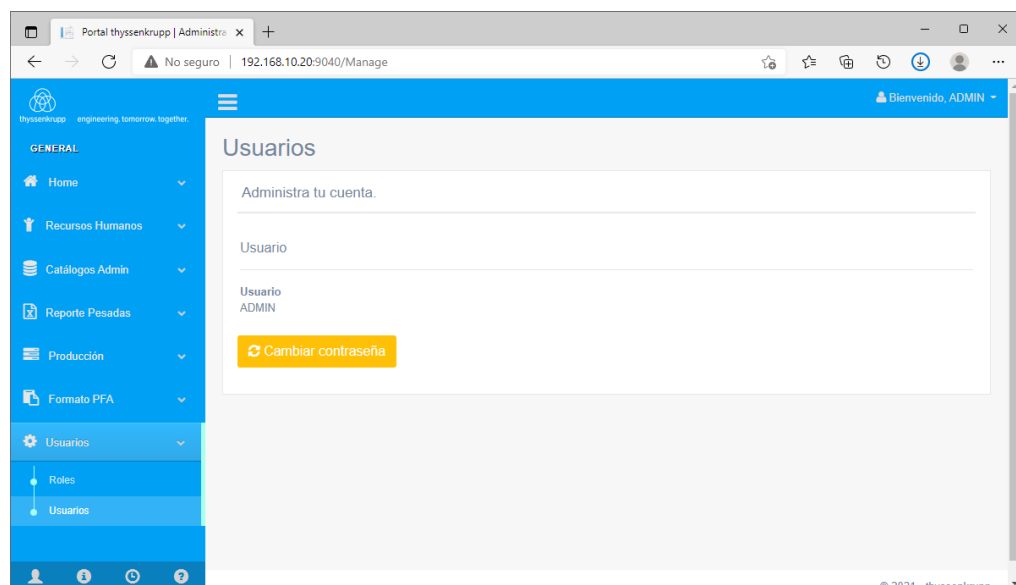 Portal thyssenkrupp | Administra
No seguro | 192.168.10.20:9040/Manage
thyssenkrupp engineering.tomorrow.together.
Bienvenido, ADMIN
GENERAL
Home
Recursos Humanos
Catálogos Admin
Reporte Pesadas
Producción
Formato PFA
Usuarios
Roles
Usuarios
Usuarios
Administra tu cuenta.
Usuario
Usuario
ADMIN
Cambiar contraseña
© 2021 - thyssenkrupp